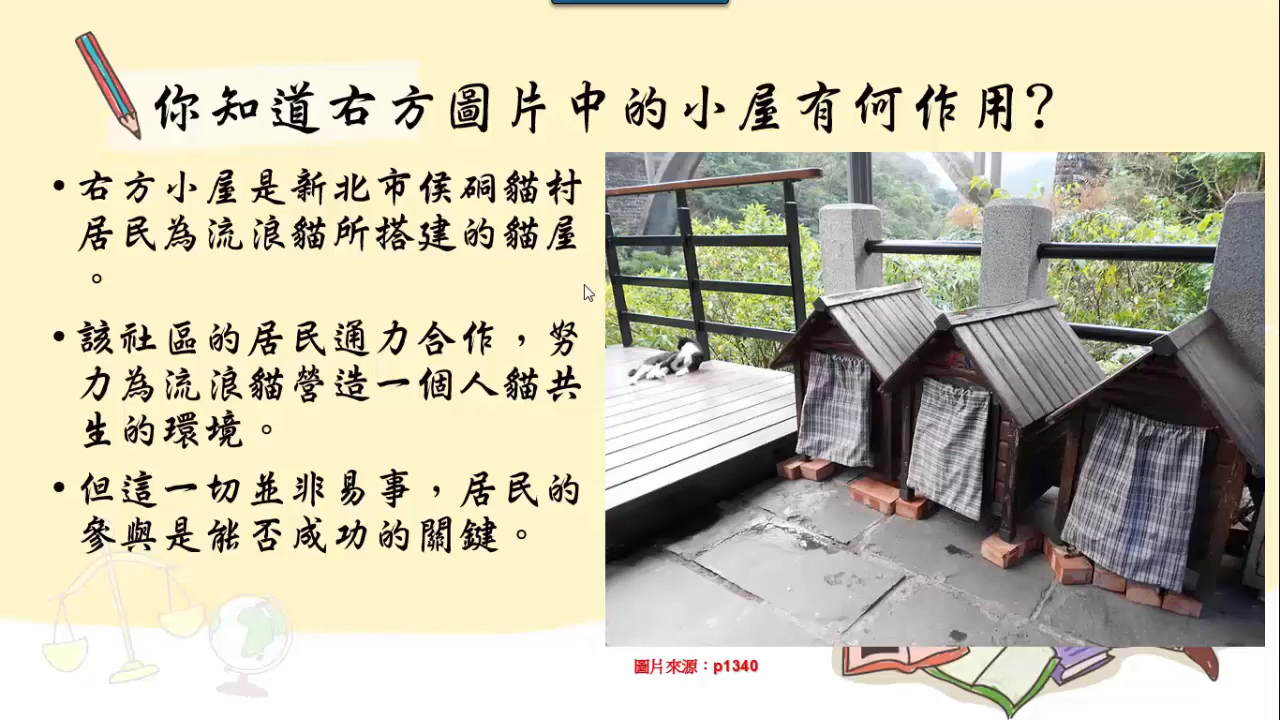 你知道右方圖片中的小屋有何作用?
• 右方小屋是新北市侯硐貓村
居民為流浪貓所搭建的貓屋
。
• 該社區的居民通力合作，努
力為流浪貓營造一個人貓共
生的環境。
• 但這一切並非易事，居民的
參與是能否成功的關鍵。
圖片來源：p1340